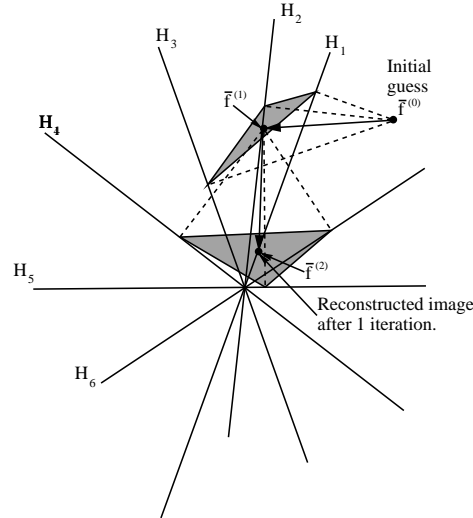 H₂
H₃
H₁
Initial
guess
f̅⁽⁰⁾
f̅⁽¹⁾
H₄
f̅⁽²⁾
H₅
Reconstructed image
after 1 iteration.
H₆